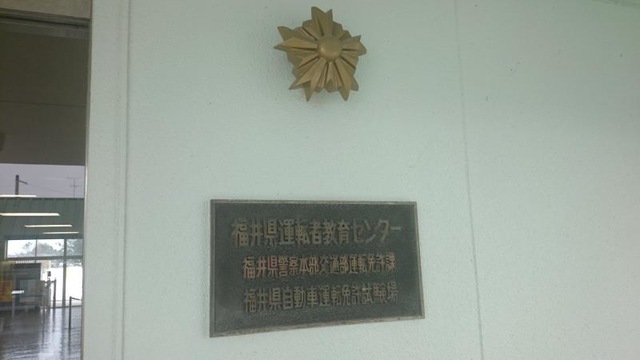 福井県運転者教育センター
福井県警察本部交通部運転免許課
福井県自動車運転免許試験場